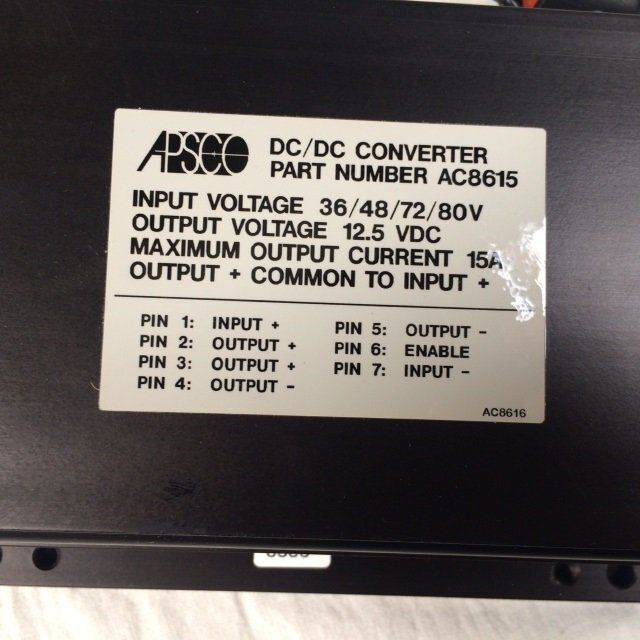 APSCO
DC/DC CONVERTER
PART NUMBER AC8615
INPUT VOLTAGE 36/48/72/80V
OUTPUT VOLTAGE 12.5 VDC
MAXIMUM OUTPUT CURRENT 15A
OUTPUT + COMMON TO INPUT +
PIN 1: INPUT +
PIN 2: OUTPUT +
PIN 3: OUTPUT +
PIN 4: OUTPUT -
PIN 5: OUTPUT -
PIN 6: ENABLE
PIN 7: INPUT -
AC8616